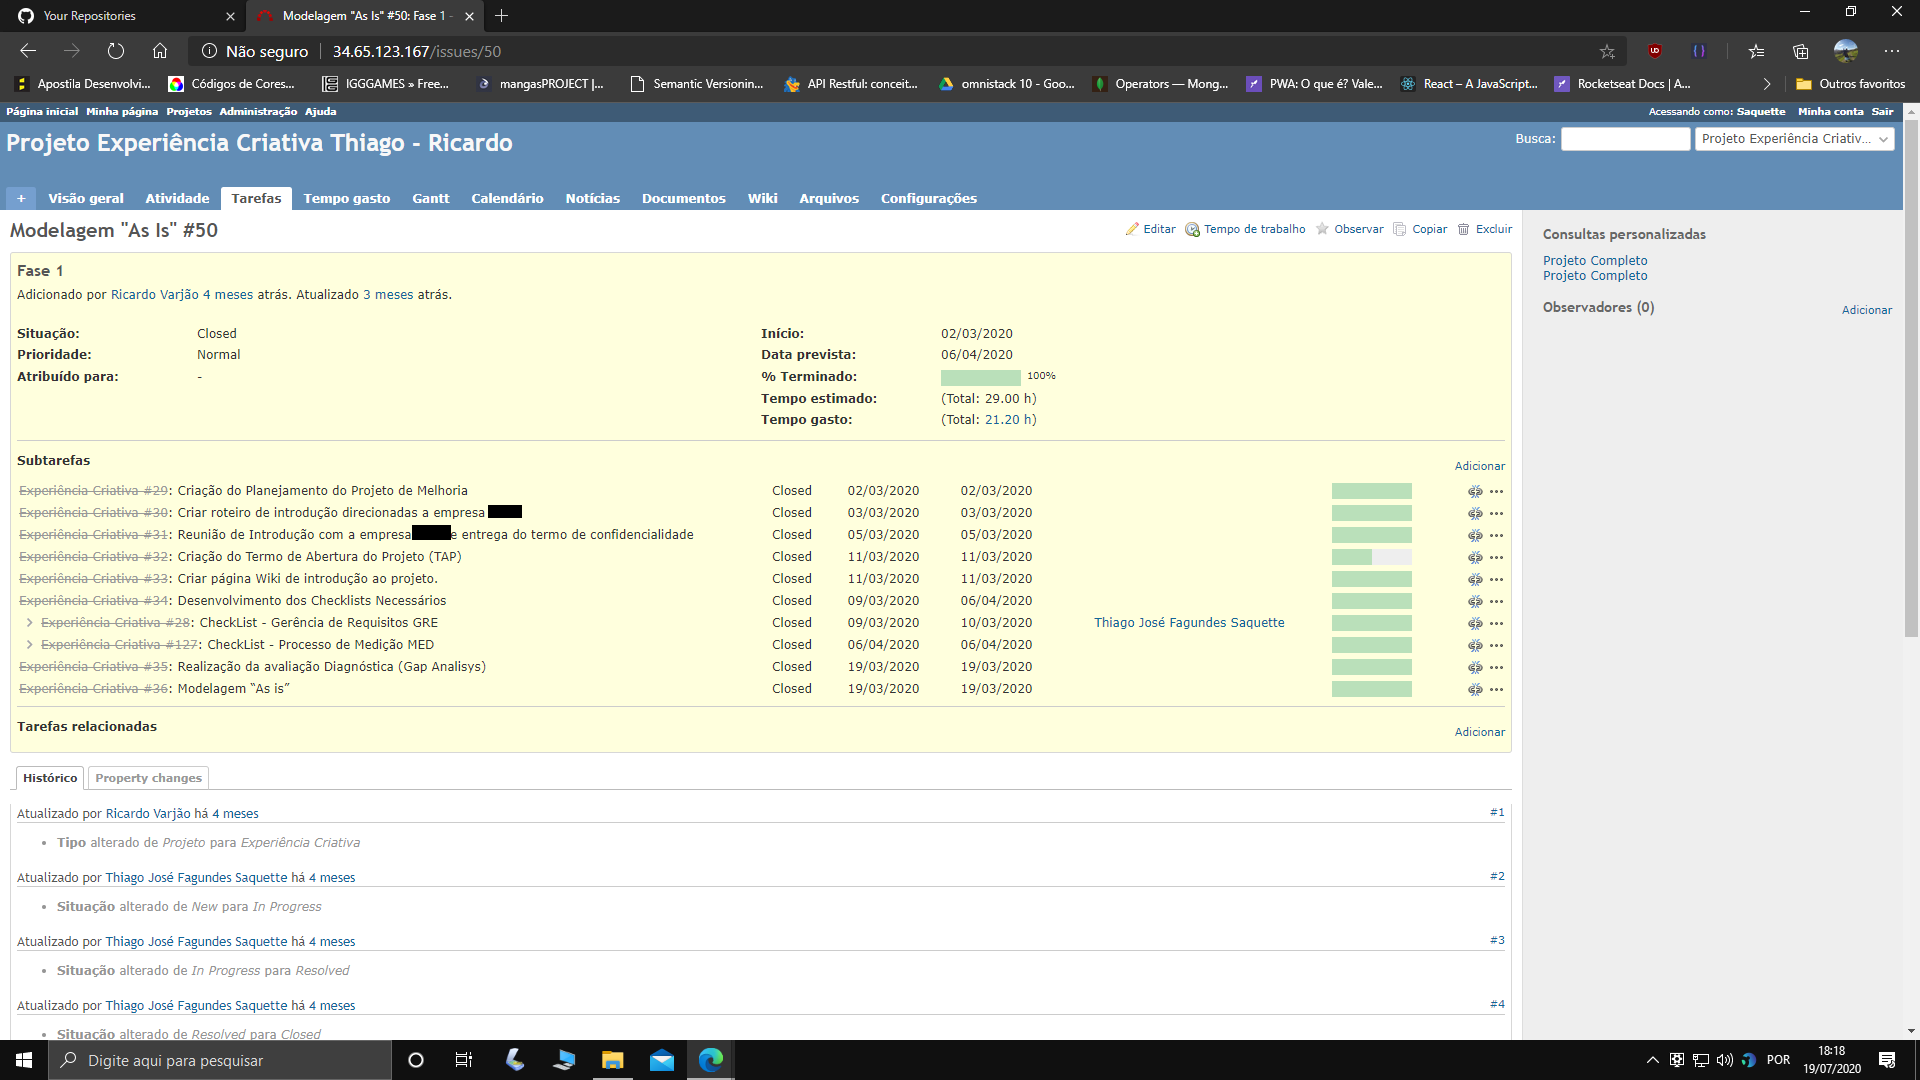 Your Repositories
Modelagem "As Is" #50: Fase 1 -
Não seguro
34.65.123.167/issues/50
Apostila Desenvolvi...
Códigos de Cores...
IGGGAMES » Free...
mangasPROJECT |...
Semantic Versionin...
API Restful: conceit...
omnistack 10 - Goo...
Operators — Mong...
PWA: O que é? Vale...
React – A JavaScript...
Rocketseat Docs | A...
Outros favoritos
Página inicial Minha página Projetos Administração Ajuda
Acessando como: Saquette Minha conta Sair
Projeto Experiência Criativa Thiago - Ricardo
Busca:
Projeto Experiência Criativ...
+ Visão geral Atividade Tarefas Tempo gasto Gantt Calendário Notícias Documentos Wiki Arquivos Configurações
Modelagem "As Is" #50
Editar Tempo de trabalho Observar Copiar Excluir
Fase 1
Adicionado por Ricardo Varjão 4 meses atrás. Atualizado 3 meses atrás.
Situação: Closed
Prioridade: Normal
Atribuído para: -
Início: 02/03/2020
Data prevista: 06/04/2020
% Terminado: 100%
Tempo estimado: (Total: 29.00 h)
Tempo gasto: (Total: 21.20 h)
Subtarefas
Adicionar
Experiência Criativa #29: Criação do Planejamento do Projeto de Melhoria Closed 02/03/2020 02/03/2020
Experiência Criativa #30: Criar roteiro de introdução direcionadas a empresa Closed 03/03/2020 03/03/2020
Experiência Criativa #31: Reunião de Introdução com a empresa e entrega do termo de confidencialidade Closed 05/03/2020 05/03/2020
Experiência Criativa #32: Criação do Termo de Abertura do Projeto (TAP) Closed 11/03/2020 11/03/2020
Experiência Criativa #33: Criar página Wiki de introdução ao projeto. Closed 11/03/2020 11/03/2020
Experiência Criativa #34: Desenvolvimento dos Checklists Necessários Closed 09/03/2020 06/04/2020
Experiência Criativa #28: CheckList - Gerência de Requisitos GRE Closed 09/03/2020 10/03/2020 Thiago José Fagundes Saquette
Experiência Criativa #127: CheckList - Processo de Medição MED Closed 06/04/2020 06/04/2020
Experiência Criativa #35: Realização da avaliação Diagnóstica (Gap Analisys) Closed 19/03/2020 19/03/2020
Experiência Criativa #36: Modelagem “As is” Closed 19/03/2020 19/03/2020
Tarefas relacionadas
Adicionar
Histórico Property changes
Atualizado por Ricardo Varjão há 4 meses #1
• Tipo alterado de Projeto para Experiência Criativa
Atualizado por Thiago José Fagundes Saquette há 4 meses #2
• Situação alterado de New para In Progress
Atualizado por Thiago José Fagundes Saquette há 4 meses #3
• Situação alterado de In Progress para Resolved
Atualizado por Thiago José Fagundes Saquette há 4 meses #4
• Situação alterado de Resolved para Closed
Consultas personalizadas
Projeto Completo
Projeto Completo
Observadores (0)
Adicionar
Digite aqui para pesquisar
POR
18:18
19/07/2020